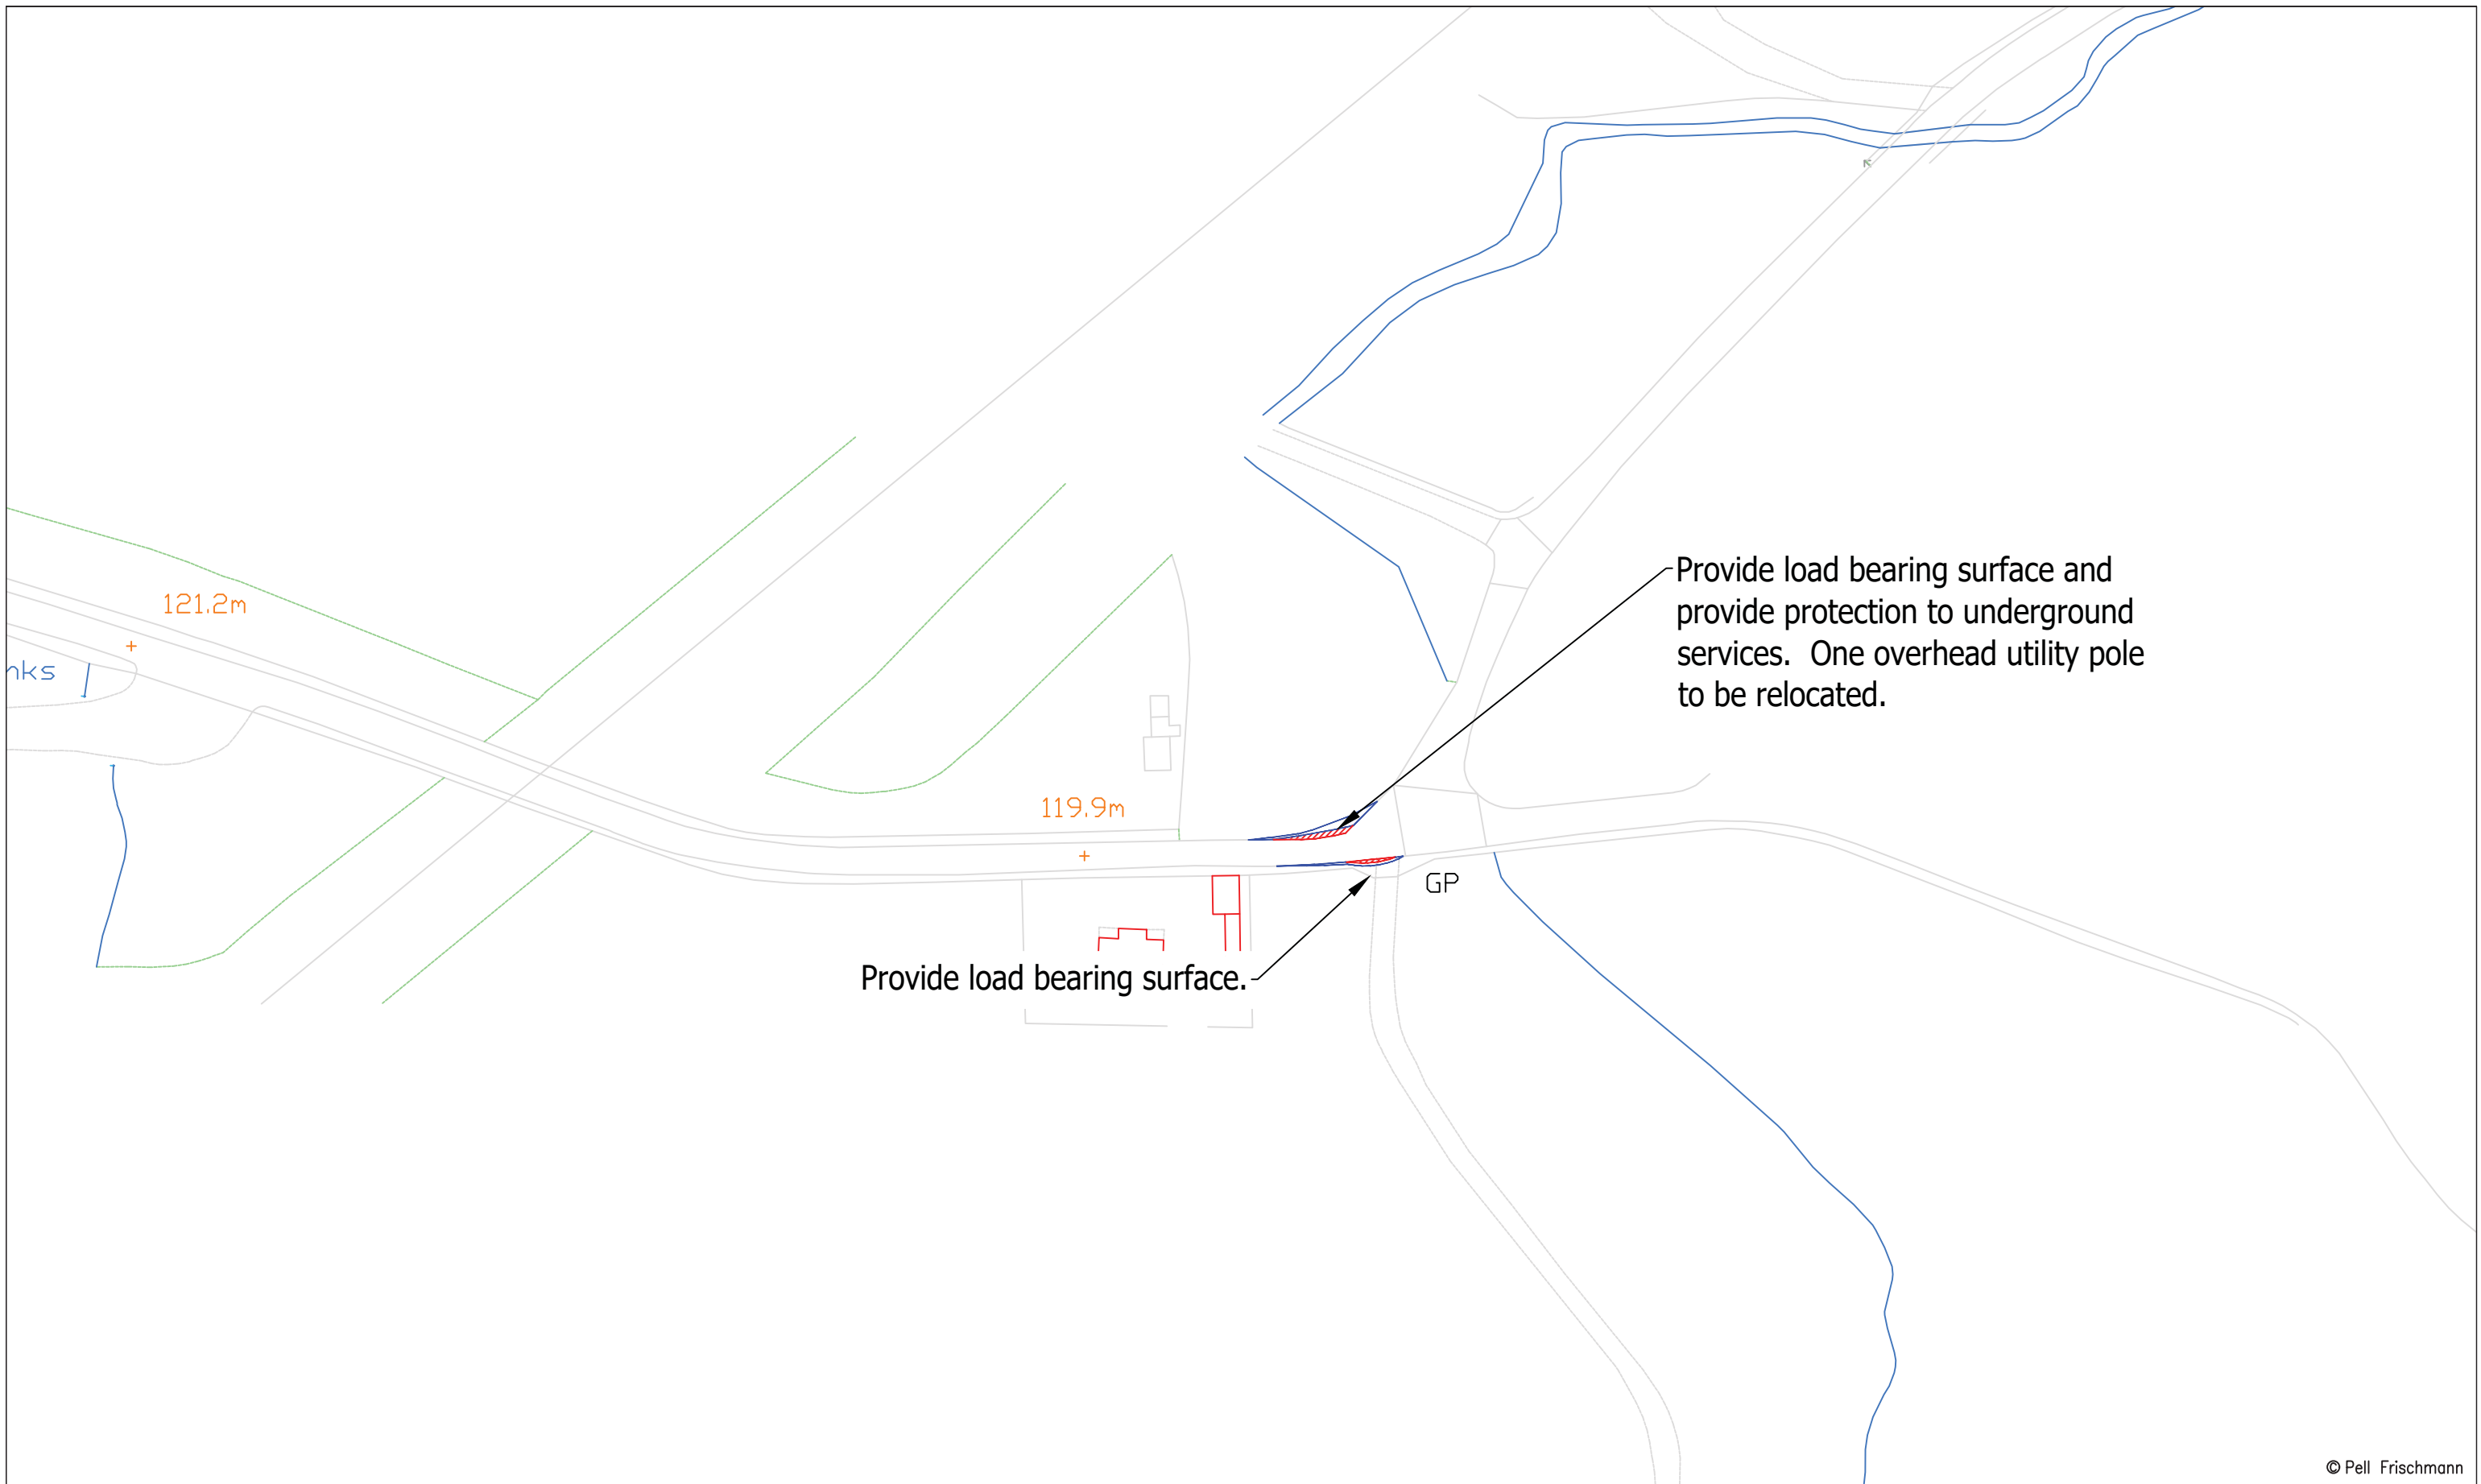 Provide load bearing surface and
provide protection to underground
services.  One overhead utility pole
to be relocated.
121.2m
nks
119.9m
GP
Provide load bearing surface.
© Pell Frischmann